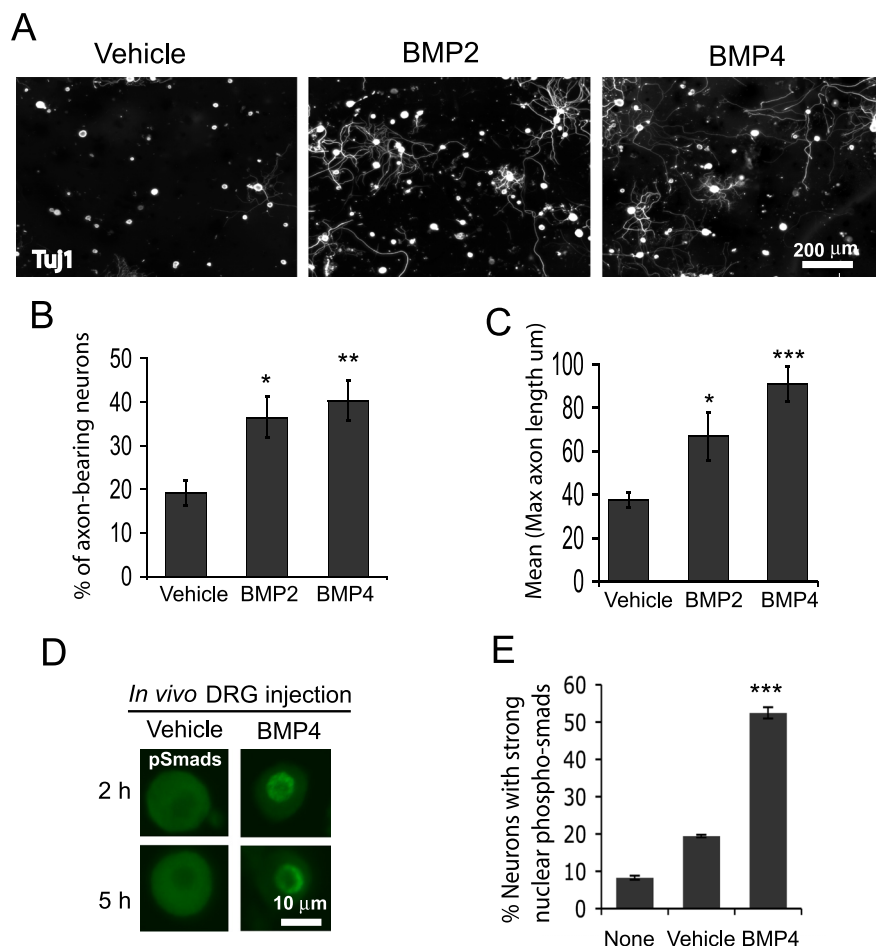 A
Vehicle BMP2 BMP4
Tuj1
200 µm
B
% of axon-bearing neurons
50
40
30
20
10
0
*
**
Vehicle BMP2 BMP4
C
Mean (Max axon length um)
100
80
60
40
20
0
*
***
Vehicle BMP2 BMP4
D
In vivo DRG injection
Vehicle BMP4
pSmads
2 h
5 h
10 µm
E
% Neurons with strong
nuclear phospho-smads
60
50
40
30
20
10
0
***
None Vehicle BMP4